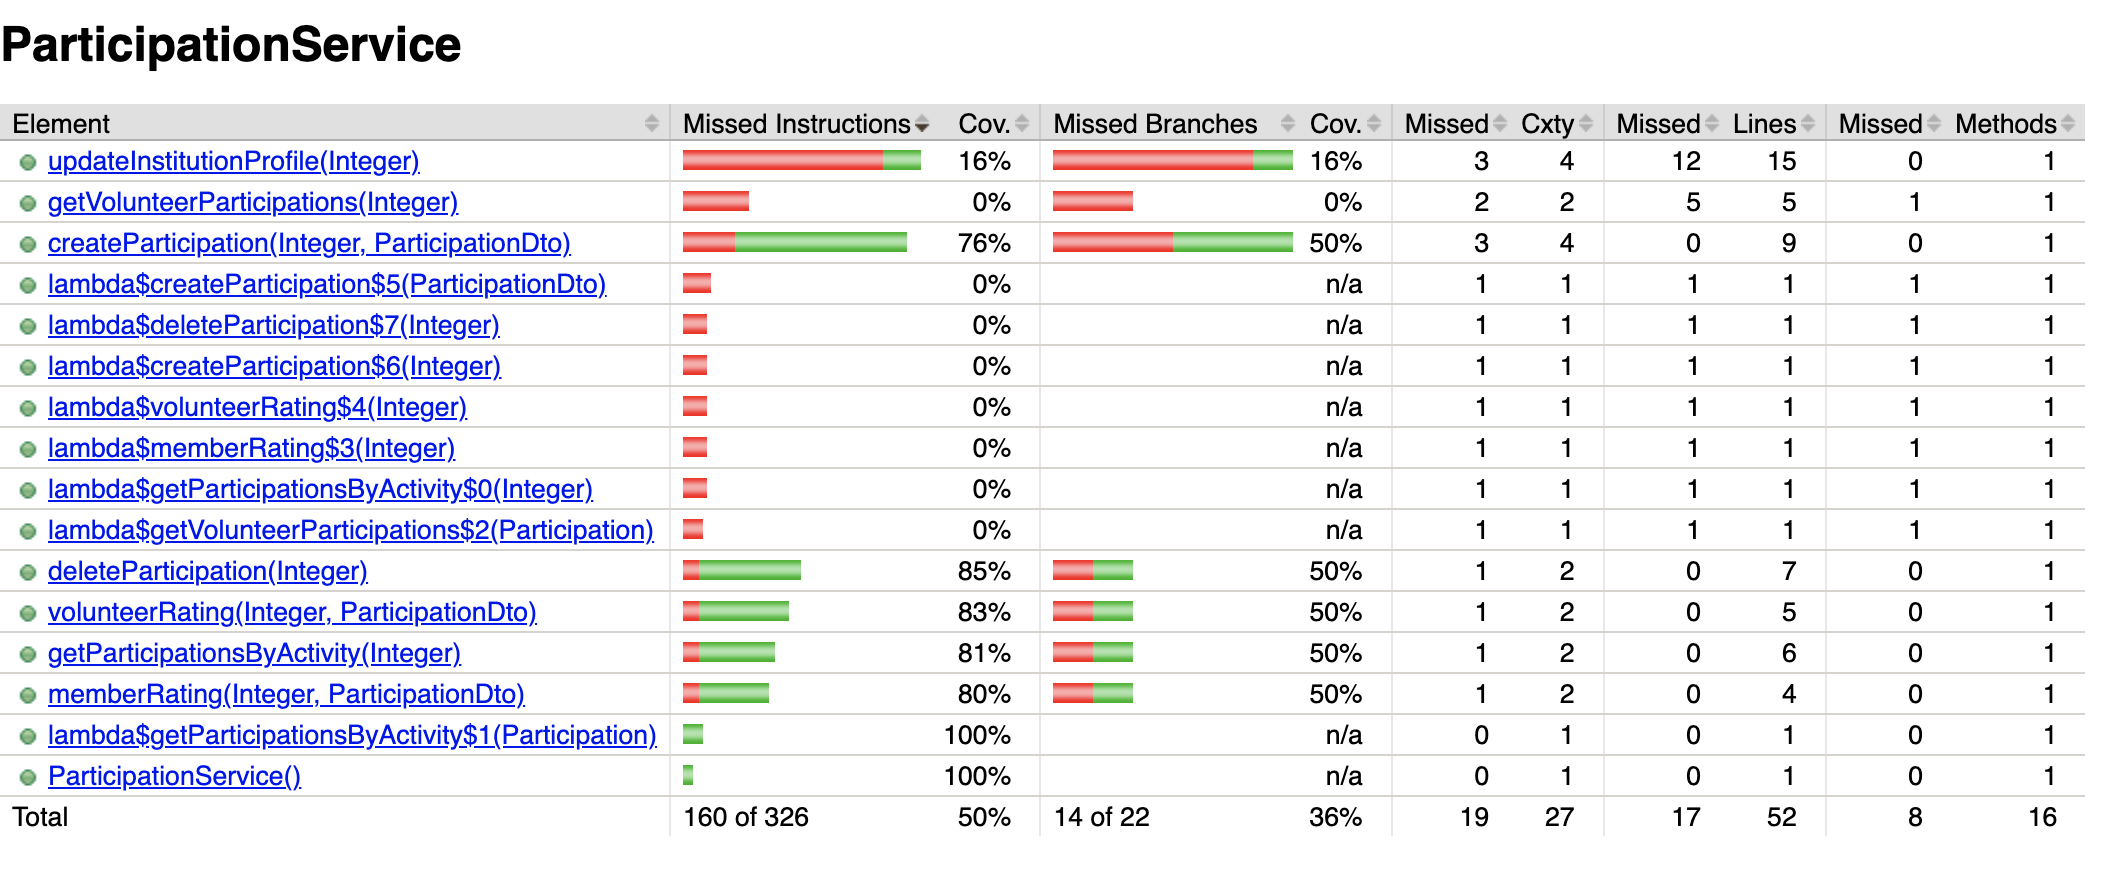 ParticipationService
Element Missed Instructions Cov. Missed Branches Cov. Missed Cxty Missed Lines Missed Methods
updateInstitutionProfile(Integer) 16% 16% 3 4 12 15 0 1
getVolunteerParticipations(Integer) 0% 0% 2 2 5 5 1 1
createParticipation(Integer, ParticipationDto) 76% 50% 3 4 0 9 0 1
lambda$createParticipation$5(ParticipationDto) 0% n/a 1 1 1 1 1 1
lambda$deleteParticipation$7(Integer) 0% n/a 1 1 1 1 1 1
lambda$createParticipation$6(Integer) 0% n/a 1 1 1 1 1 1
lambda$volunteerRating$4(Integer) 0% n/a 1 1 1 1 1 1
lambda$memberRating$3(Integer) 0% n/a 1 1 1 1 1 1
lambda$getParticipationsByActivity$0(Integer) 0% n/a 1 1 1 1 1 1
lambda$getVolunteerParticipations$2(Participation) 0% n/a 1 1 1 1 1 1
deleteParticipation(Integer) 85% 50% 1 2 0 7 0 1
volunteerRating(Integer, ParticipationDto) 83% 50% 1 2 0 5 0 1
getParticipationsByActivity(Integer) 81% 50% 1 2 0 6 0 1
memberRating(Integer, ParticipationDto) 80% 50% 1 2 0 4 0 1
lambda$getParticipationsByActivity$1(Participation) 100% n/a 0 1 0 1 0 1
ParticipationService() 100% n/a 0 1 0 1 0 1
Total 160 of 326 50% 14 of 22 36% 19 27 17 52 8 16